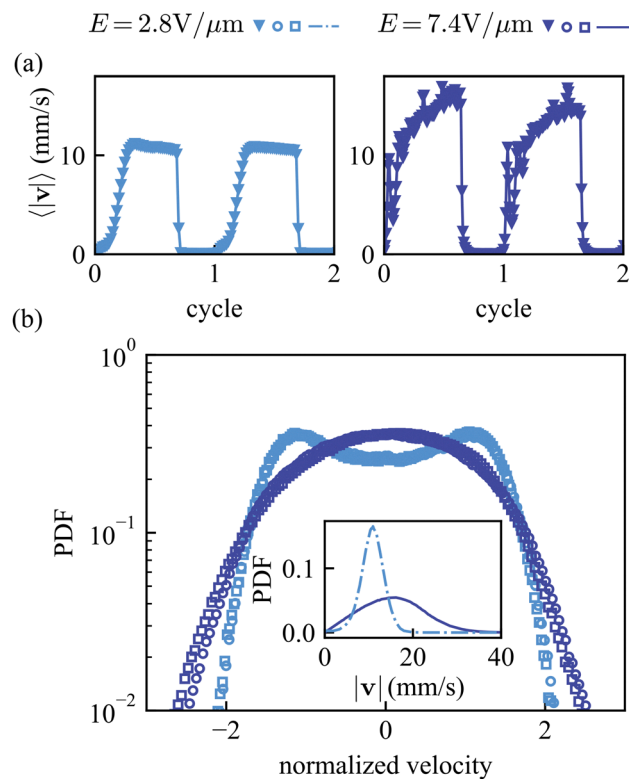 E = 2.8V/μm E = 7.4V/μm
(a)
⟨|v|⟩ (mm/s)
10
0
0 1 2
cycle
10
0
0 1 2
cycle
(b)
PDF
10⁰
10⁻¹
10⁻²
−2 0 2
normalized velocity
PDF
0.1
0.0
0 20 40
|v| (mm/s)